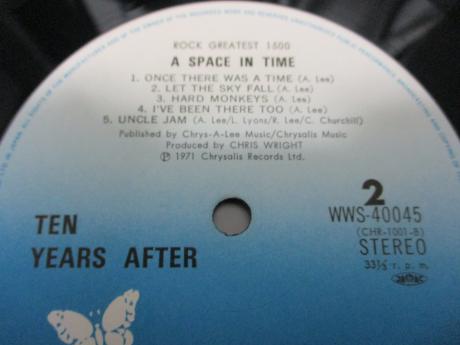 ROCK GREATEST 1500
A SPACE IN TIME
1. ONCE THERE WAS A TIME (A. Lee)
2. LET THE SKY FALL (A. Lee)
3. HARD MONKEYS (A. Lee)
4. I'VE BEEN THERE TOO (A. Lee)
5. UNCLE JAM (A. Lee/L. Lyons/R. Lee/C. Churchill)
Published by Chrys-A-Lee Music/Chrysalis Music
Produced by CHRIS WRIGHT
Ⓟ 1971 Chrysalis Records Ltd.
2
WWS-40045
(CHR-1001-B)
STEREO
33⅓ r. p. m.
TEN
YEARS AFTER